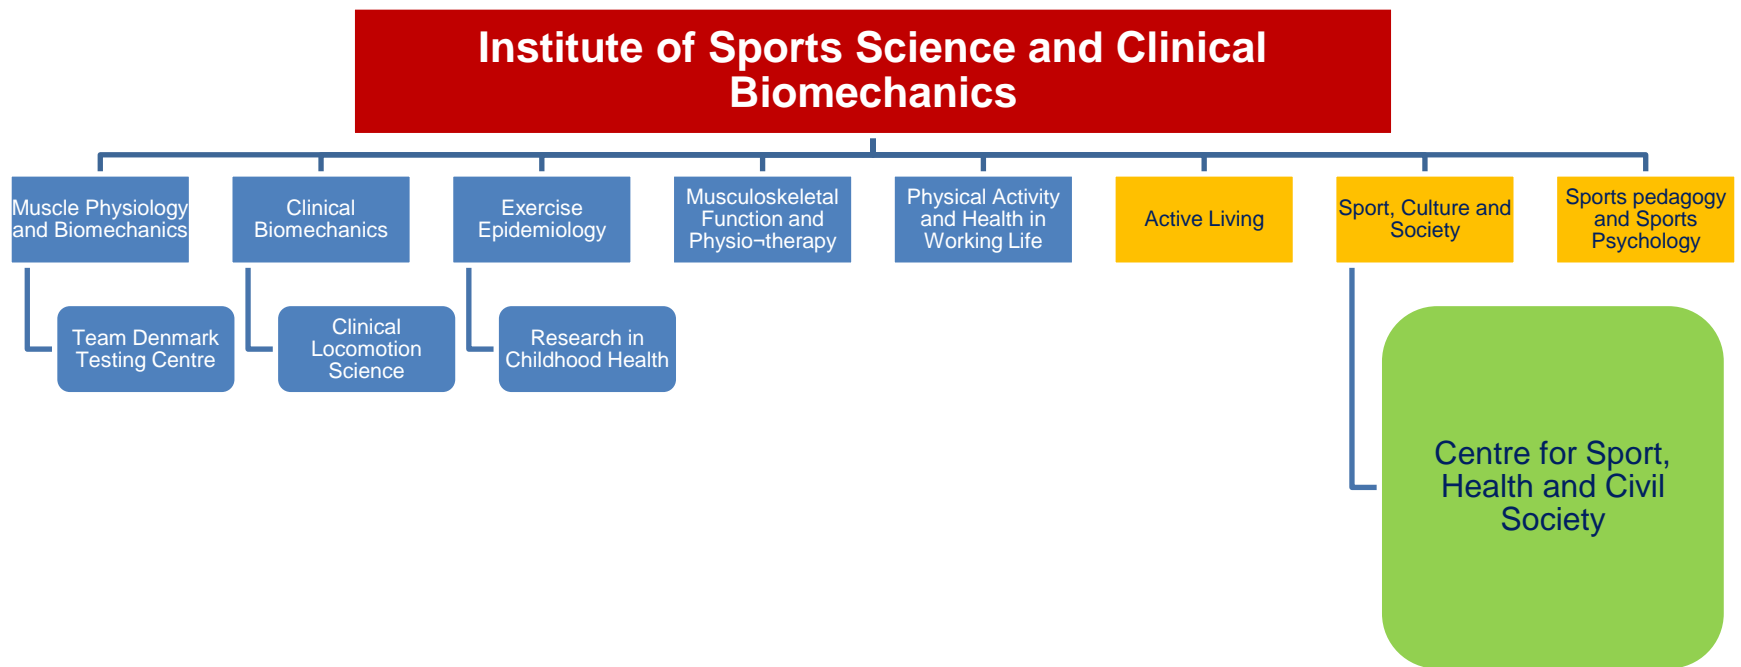 Institute of Sports Science and Clinical
Biomechanics
Muscle Physiology
and Biomechanics
Clinical
Biomechanics
Exercise
Epidemiology
Musculoskeletal
Function and
Physio¬therapy
Physical Activity
and Health in
Working Life
Active Living
Sport, Culture and
Society
Sports pedagogy
and Sports
Psychology
Team Denmark
Testing Centre
Clinical
Locomotion
Science
Research in
Childhood Health
Centre for Sport,
Health and Civil
Society